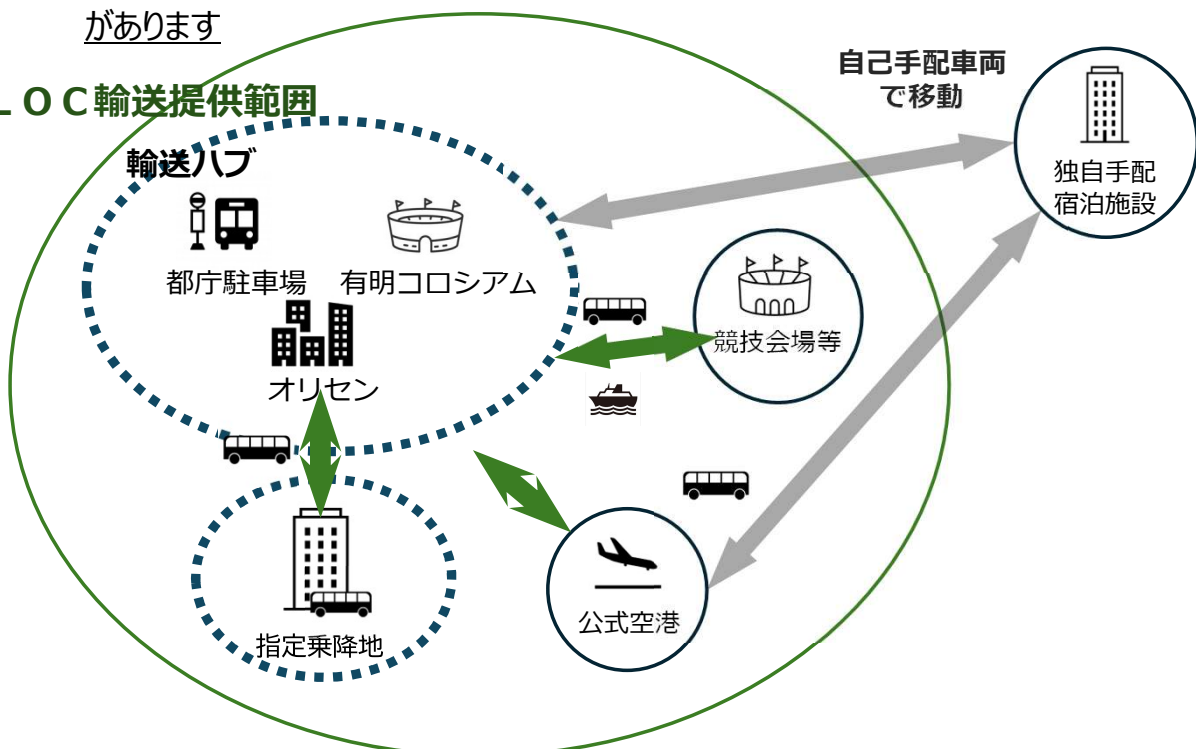 があります
ＬＯＣ輸送提供範囲
自己手配車両
で移動
輸送ハブ
独自手配
宿泊施設
都庁駐車場
有明コロシアム
競技会場等
オリセン
公式空港
指定乗降地